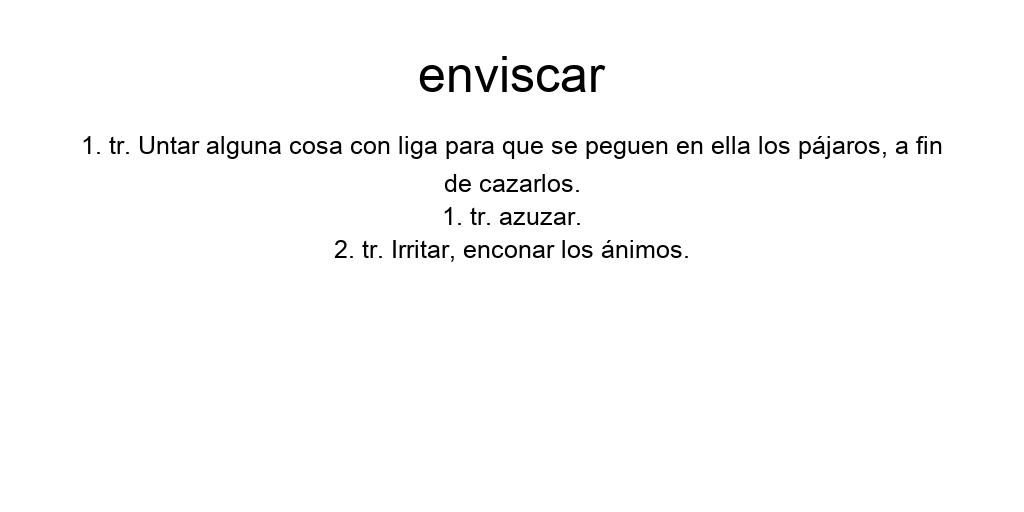 enviscar
1. tr. Untar alguna cosa con liga para que se peguen en ella los pájaros, a fin
de cazarlos.
1. tr. azuzar.
2. tr. Irritar, enconar los ánimos.